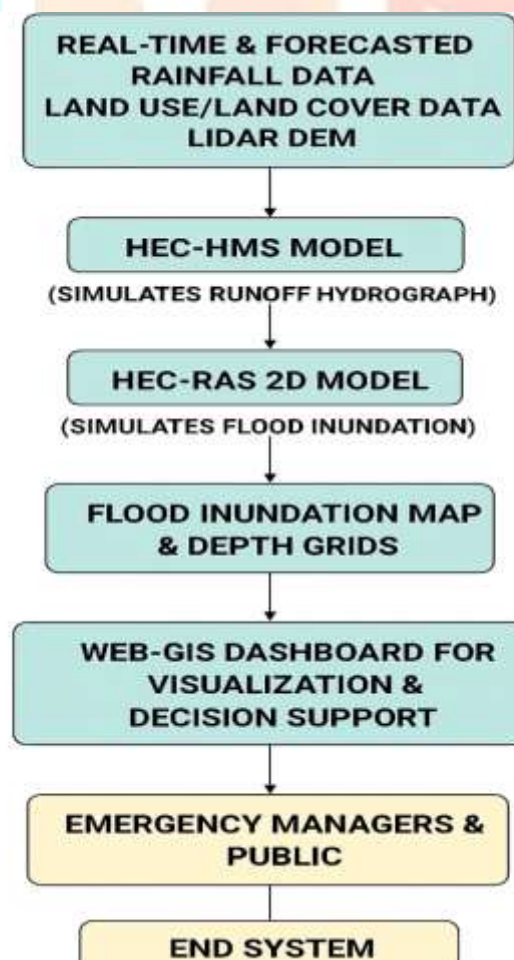 REAL-TIME & FORECASTED
RAINFALL DATA
LAND USE/LAND COVER DATA
LIDAR DEM
HEC-HMS MODEL
(SIMULATES RUNOFF HYDROGRAPH)
HEC-RAS 2D MODEL
(SIMULATES FLOOD INUNDATION)
FLOOD INUNDATION MAP
& DEPTH GRIDS
WEB-GIS DASHBOARD FOR
VISUALIZATION &
DECISION SUPPORT
EMERGENCY MANAGERS &
PUBLIC
END SYSTEM